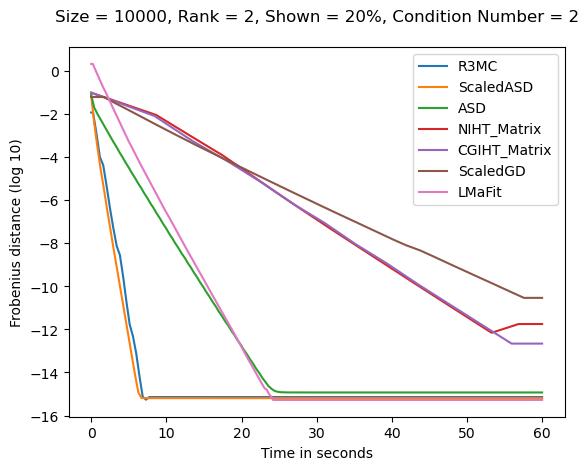 Size = 10000, Rank = 2, Shown = 20%, Condition Number = 2
R3MC
ScaledASD
ASD
NIHT_Matrix
CGIHT_Matrix
ScaledGD
LMaFit
Frobenius distance (log 10)
0
−2
−4
−6
−8
−10
−12
−14
−16
0 10 20 30 40 50 60
Time in seconds